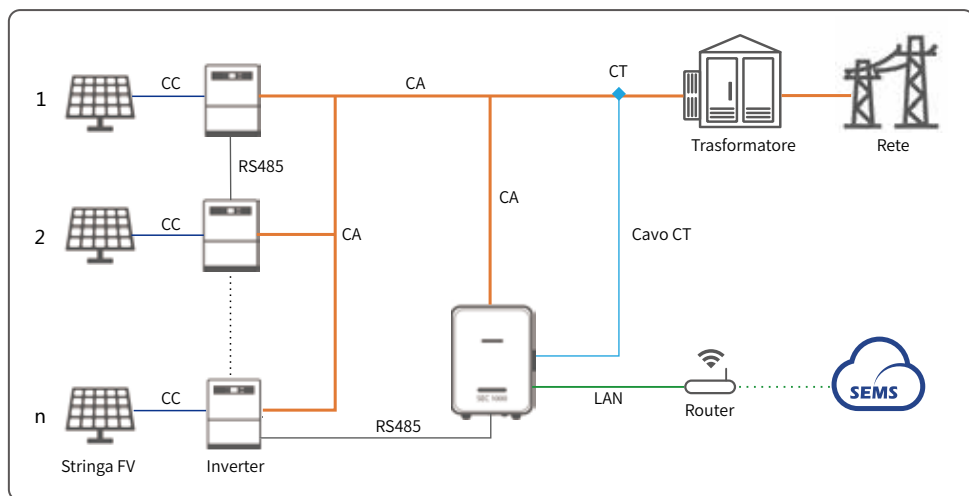 1
CC
CA
CT
Trasformatore
Rete
RS485
2
CC
CA
CA
Cavo CT
n
CC
RS485
SEC 1000
LAN
Router
SEMS
Stringa FV
Inverter